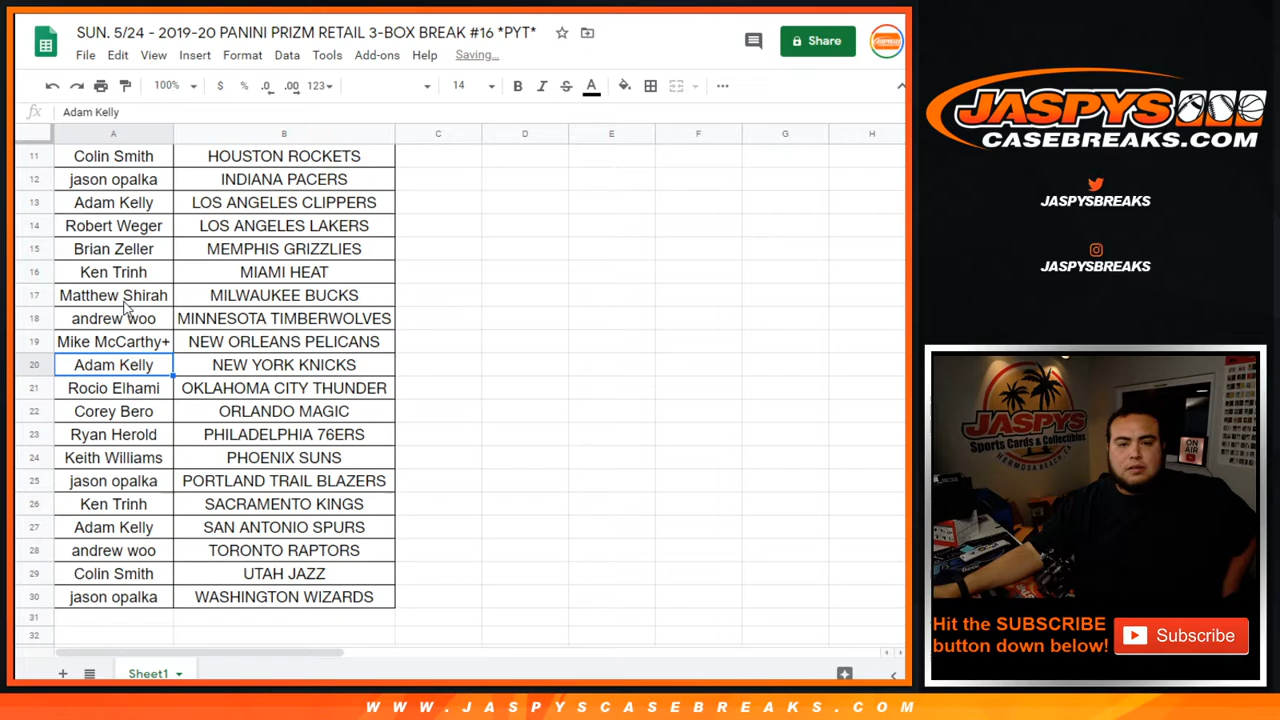 SUN. 5/24 - 2019-20 PANINI PRIZM RETAIL 3-BOX BREAK #16 *PYT*
File Edit View Insert Format Data Tools Add-ons Help Saving...
Share
100% $ % .0 .00 123 14 B I S A
fx Adam Kelly
A B C D E F G H
11 Colin Smith HOUSTON ROCKETS
12 jason opalka INDIANA PACERS
13 Adam Kelly LOS ANGELES CLIPPERS
14 Robert Weger LOS ANGELES LAKERS
15 Brian Zeller MEMPHIS GRIZZLIES
16 Ken Trinh MIAMI HEAT
17 Matthew Shirah MILWAUKEE BUCKS
18 andrew woo MINNESOTA TIMBERWOLVES
19 Mike McCarthy+ NEW ORLEANS PELICANS
20 Adam Kelly NEW YORK KNICKS
21 Rocio Elhami OKLAHOMA CITY THUNDER
22 Corey Bero ORLANDO MAGIC
23 Ryan Herold PHILADELPHIA 76ERS
24 Keith Williams PHOENIX SUNS
25 jason opalka PORTLAND TRAIL BLAZERS
26 Ken Trinh SACRAMENTO KINGS
27 Adam Kelly SAN ANTONIO SPURS
28 andrew woo TORONTO RAPTORS
29 Colin Smith UTAH JAZZ
30 jason opalka WASHINGTON WIZARDS
31
32
Sheet1
JASPYS
CASEBREAKS.COM
JASPYSBREAKS
JASPYSBREAKS
JASPYS
Sports Cards & Collectibles
HERMOSA BEACH, CA
ON AIR
Hit the SUBSCRIBE
button down below!
Subscribe
WWW.JASPYSCASEBREAKS.COM